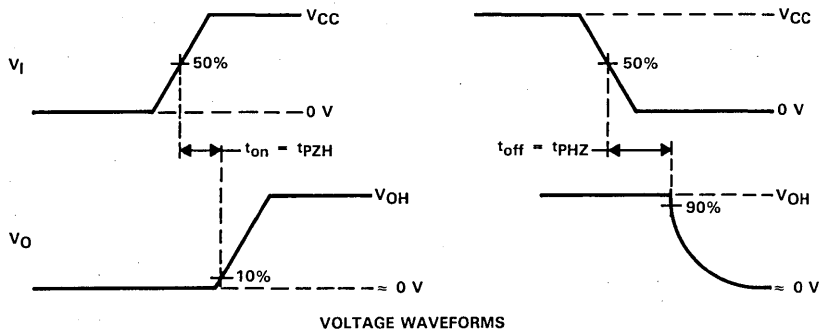 VCC
VI
50%
0 V
ton = tPZH
VOH
VO
10%
≈ 0 V
VCC
50%
0 V
toff = tPHZ
VOH
90%
≈ 0 V
VOLTAGE WAVEFORMS